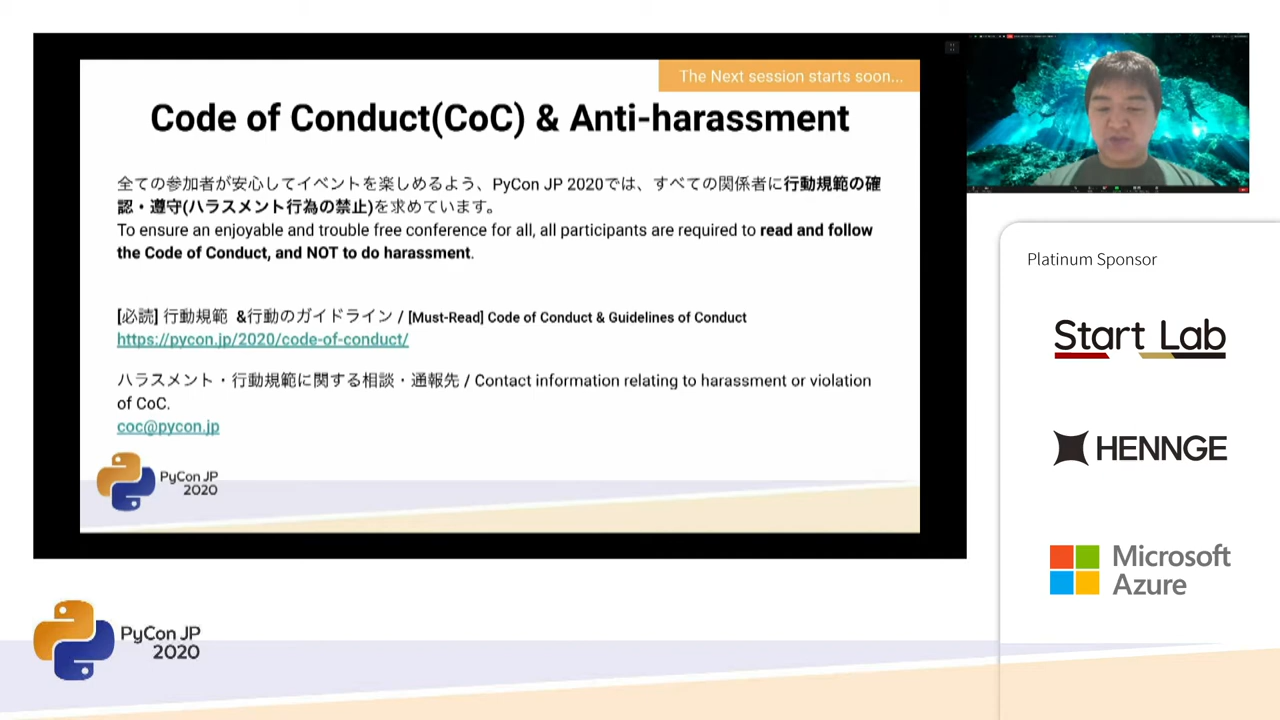 The Next session starts soon...
Code of Conduct(CoC) & Anti-harassment
全ての参加者が安心してイベントを楽しめるよう、PyCon JP 2020では、すべての関係者に行動規範の確
認・遵守(ハラスメント行為の禁止)を求めています。
To ensure an enjoyable and trouble free conference for all, all participants are required to read and follow
the Code of Conduct, and NOT to do harassment.
[必読] 行動規範 &行動のガイドライン / [Must-Read] Code of Conduct & Guidelines of Conduct
https://pycon.jp/2020/code-of-conduct/
ハラスメント・行動規範に関する相談・通報先 / Contact information relating to harassment or violation
of CoC.
coc@pycon.jp
PyCon JP
2020
Platinum Sponsor
Start Lab
HENNGE
Microsoft
Azure
PyCon JP
2020